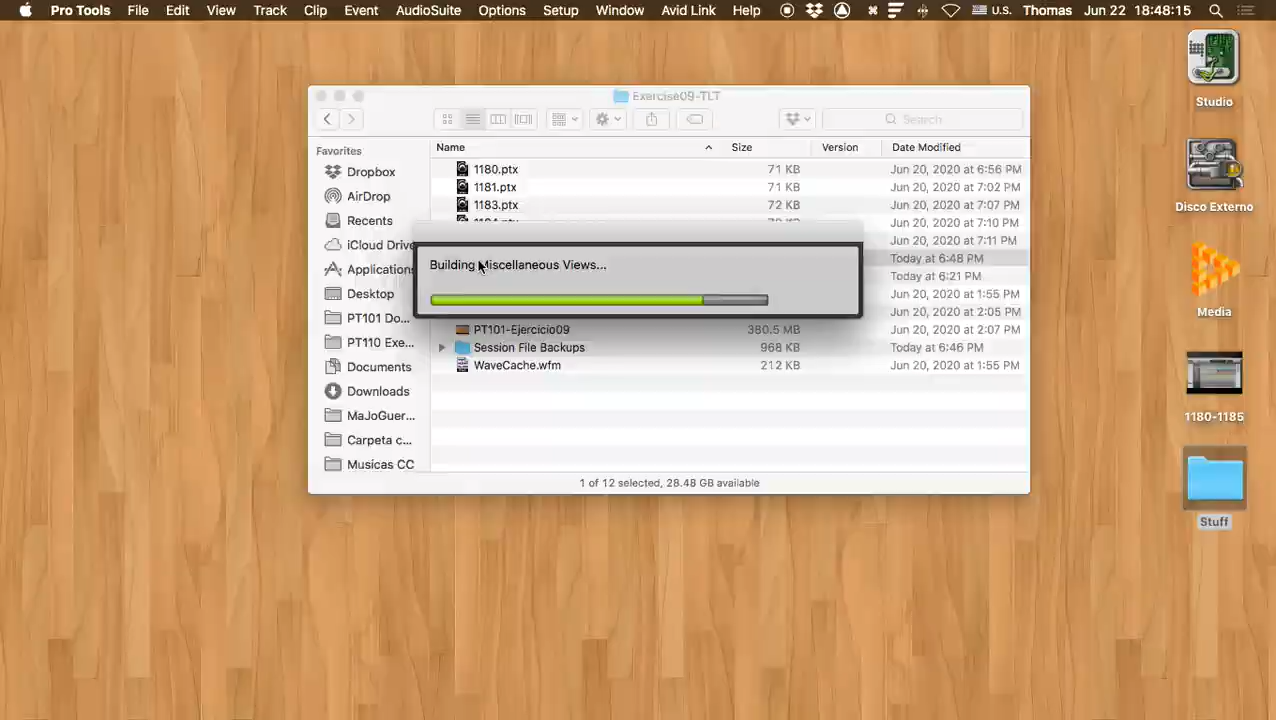 Pro Tools File Edit View Track Clip Event AudioSuite Options Setup Window Avid Link Help U.S. Thomas Jun 22 18:48:15
Exercise09-TLT
Search
Favorites
Dropbox
AirDrop
Recents
iCloud Drive
Applications
Desktop
PT101 Do...
PT110 Exe...
Documents
Downloads
MaJoGuer...
Carpeta c...
Musicas CC
Name Size Version Date Modified
1180.ptx 71 KB Jun 20, 2020 at 6:56 PM
1181.ptx 71 KB Jun 20, 2020 at 7:02 PM
1183.ptx 72 KB Jun 20, 2020 at 7:07 PM
Jun 20, 2020 at 7:10 PM
Jun 20, 2020 at 7:11 PM
Today at 6:48 PM
Today at 6:21 PM
Jun 20, 2020 at 1:55 PM
Jun 20, 2020 at 2:05 PM
PT101-Ejercicio09 380.5 MB Jun 20, 2020 at 2:07 PM
Session File Backups 968 KB Today at 6:46 PM
WaveCache.wfm 212 KB Jun 20, 2020 at 1:55 PM
Building Miscellaneous Views...
1 of 12 selected, 28.48 GB available
Studio
Disco Externo
Media
1180-1185
Stuff